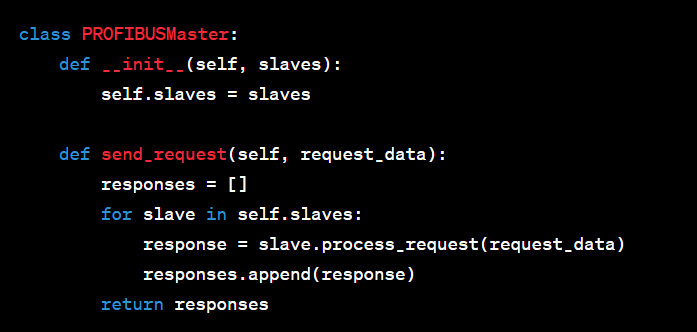 class PROFIBUSMaster:
    def __init__(self, slaves):
        self.slaves = slaves

    def send_request(self, request_data):
        responses = []
        for slave in self.slaves:
            response = slave.process_request(request_data)
            responses.append(response)
        return responses